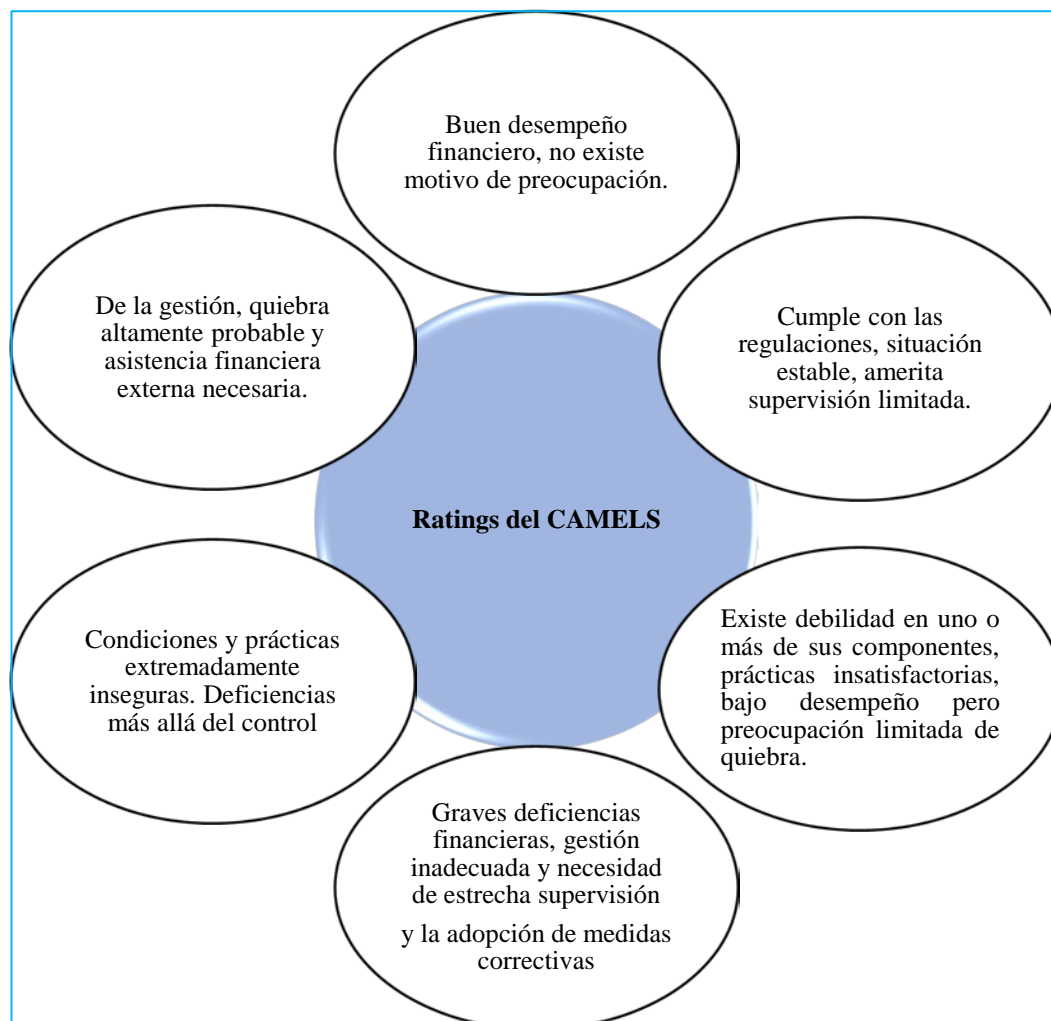 Buen desempeño
financiero, no existe
motivo de preocupación.
Cumple con las
regulaciones, situación
estable, amerita
supervisión limitada.
Existe debilidad en uno o
más de sus componentes,
prácticas insatisfactorias,
bajo desempeño pero
preocupación limitada de
quiebra.
Graves deficiencias
financieras, gestión
inadecuada y necesidad
de estrecha supervisión
y la adopción de medidas
correctivas
Condiciones y prácticas
extremadamente
inseguras. Deficiencias
más allá del control
De la gestión, quiebra
altamente probable y
asistencia financiera
externa necesaria.
Ratings del CAMELS